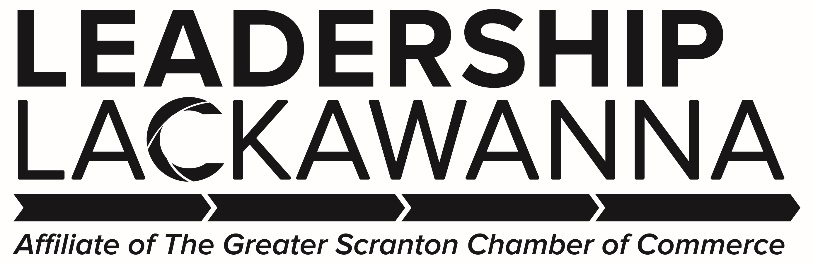 LEADERSHIP
LACKAWANNA
Affiliate of The Greater Scranton Chamber of Commerce